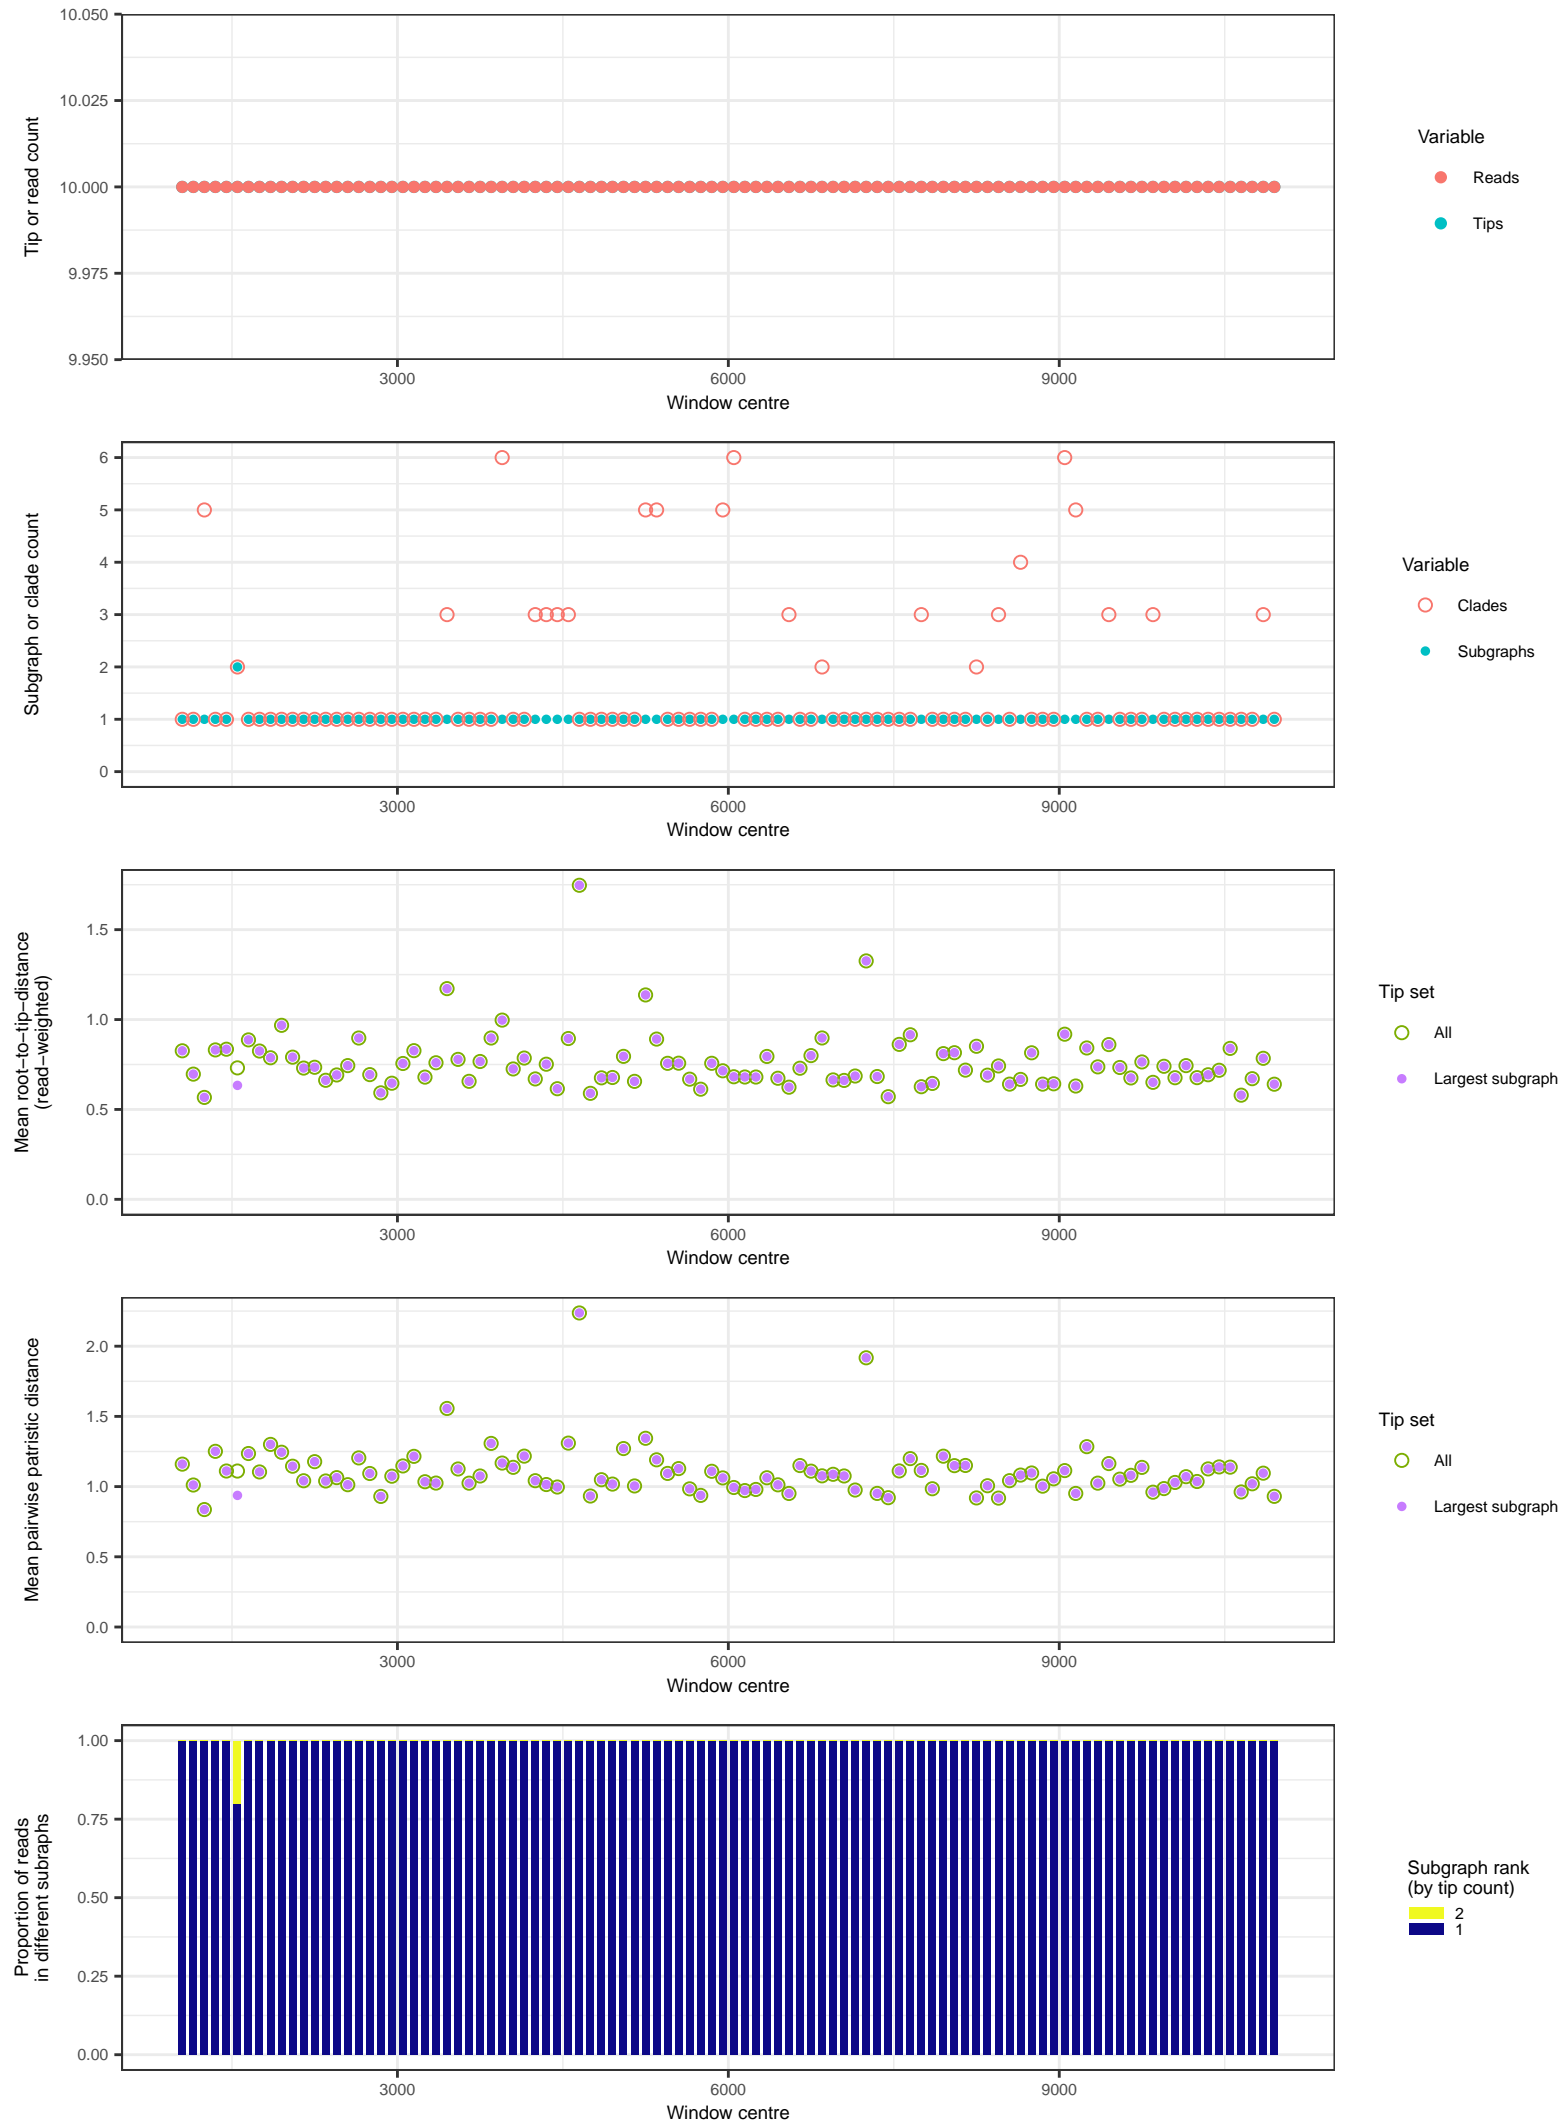 10.050
10.025
10.000
9.975
9.950
Tip or read count
3000 6000 9000
Window centre
Variable
Reads
Tips
6
5
4
3
2
1
0
Subgraph or clade count
3000 6000 9000
Window centre
Variable
Clades
Subgraphs
1.5
1.0
0.5
0.0
Mean root−to−tip−distance
(read−weighted)
3000 6000 9000
Window centre
Tip set
All
Largest subgraph
2.0
1.5
1.0
0.5
0.0
Mean pairwise patristic distance
3000 6000 9000
Window centre
Tip set
All
Largest subgraph
1.00
0.75
0.50
0.25
0.00
Proportion of reads
in different subraphs
3000 6000 9000
Window centre
Subgraph rank
(by tip count)
2
1